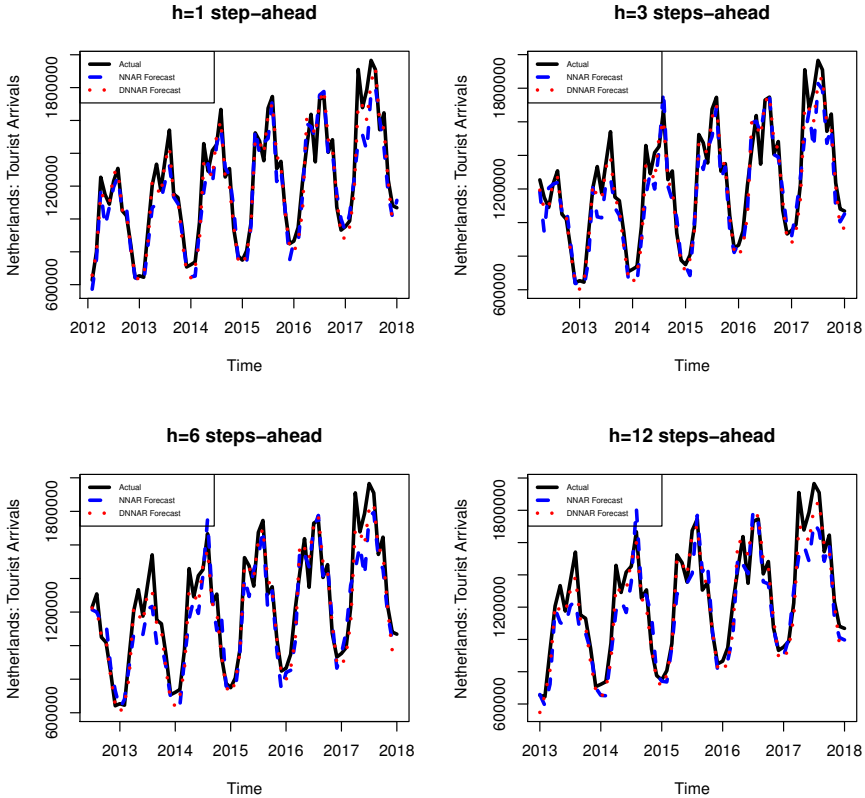 h=1 step−ahead
Netherlands: Tourist Arrivals
1800000
1200000
600000
Actual
NNAR Forecast
DNNAR Forecast
2012 2013 2014 2015 2016 2017 2018
Time
h=3 steps−ahead
Netherlands: Tourist Arrivals
1800000
1200000
600000
Actual
NNAR Forecast
DNNAR Forecast
2013 2014 2015 2016 2017 2018
Time
h=6 steps−ahead
Netherlands: Tourist Arrivals
1800000
1200000
600000
Actual
NNAR Forecast
DNNAR Forecast
2013 2014 2015 2016 2017 2018
Time
h=12 steps−ahead
Netherlands: Tourist Arrivals
1800000
1200000
600000
Actual
NNAR Forecast
DNNAR Forecast
2013 2014 2015 2016 2017 2018
Time